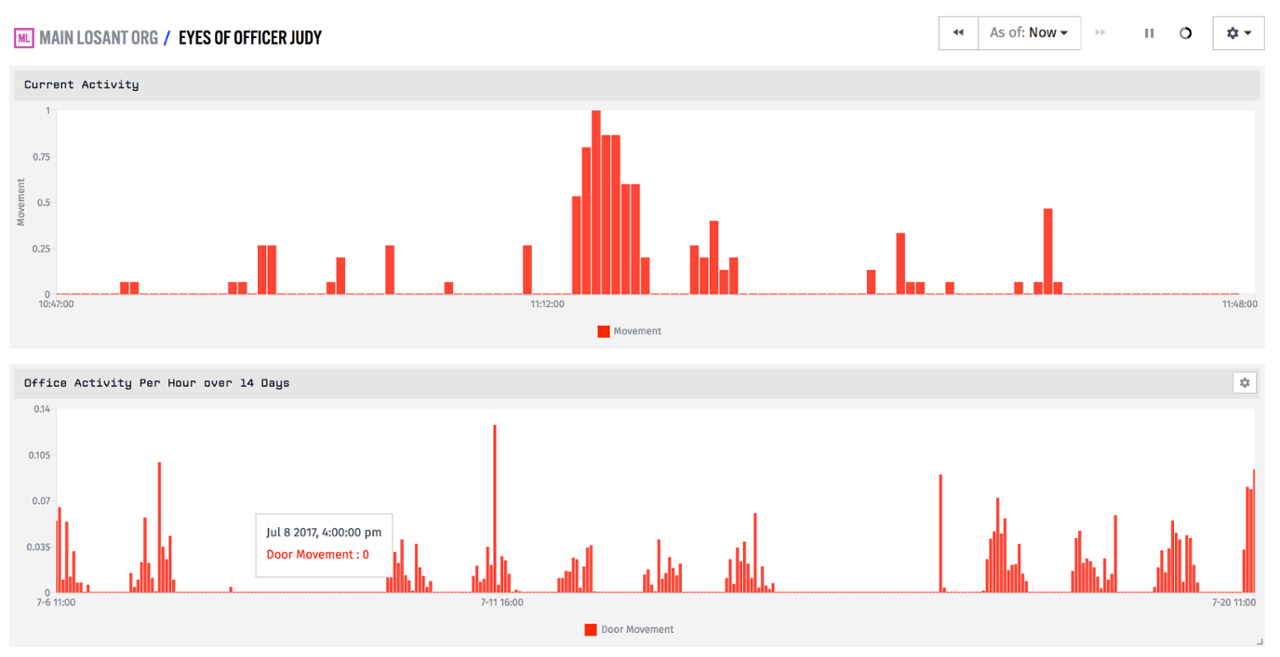 ML MAIN LOSANT ORG / EYES OF OFFICER JUDY
As of: Now
Current Activity
1
0.75
0.5
0.25
0
Movement
10:47:00 11:12:00 11:48:00
Movement
Office Activity Per Hour over 14 Days
0.14
0.105
0.07
0.035
0
Jul 8 2017, 4:00:00 pm
Door Movement : 0
7-6 11:00 7-11 16:00 7-20 11:00
Door Movement